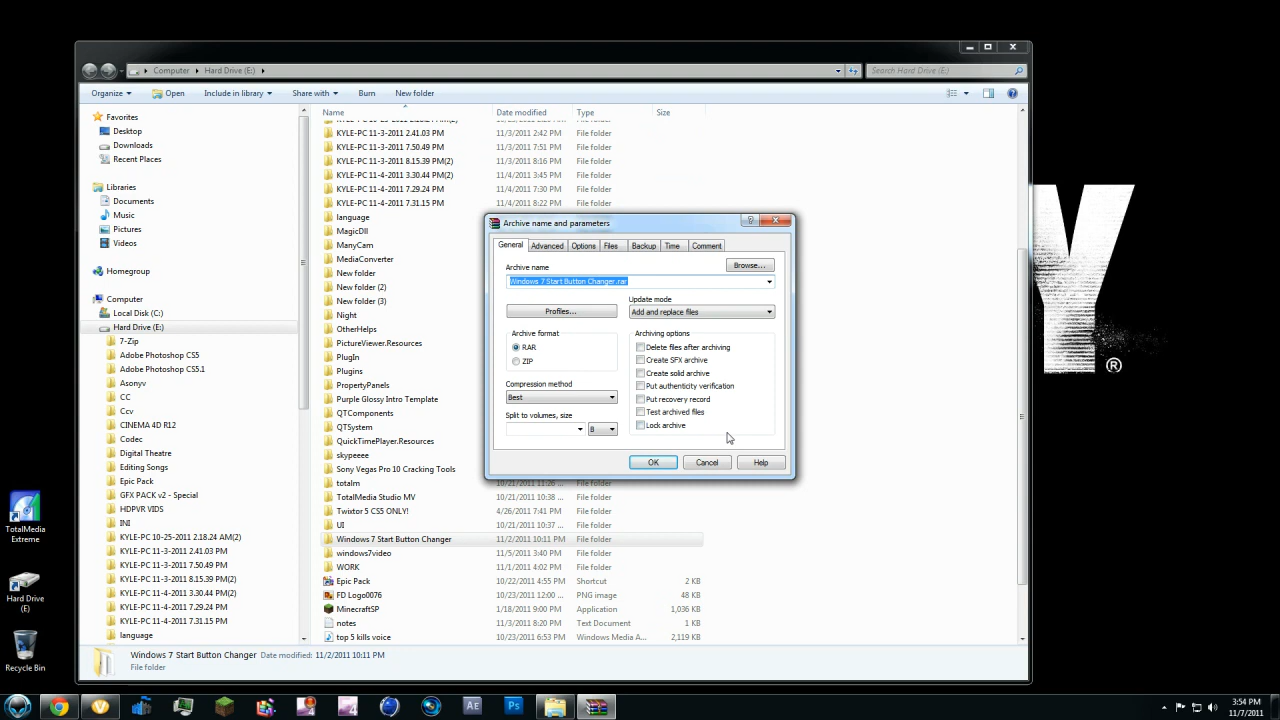 Computer ▸ Hard Drive (E:) ▸
Search Hard Drive (E:)
Organize
Open
Include in library
Share with
Burn
New folder
Favorites
Desktop
Downloads
Recent Places
Libraries
Documents
Music
Pictures
Videos
Homegroup
Computer
Local Disk (C:)
Hard Drive (E:)
7-Zip
Adobe Photoshop CS5
Adobe Photoshop CS5.1
Asonyv
CC
Ccv
CINEMA 4D R12
Codec
Digital Theatre
Editing Songs
Epic Pack
GFX PACK v2 - Special
HDPVR VIDS
INI
KYLE-PC 10-25-2011 2.18.24 AM(2)
KYLE-PC 11-3-2011 2.41.03 PM
KYLE-PC 11-3-2011 7.50.49 PM
KYLE-PC 11-3-2011 8.15.39 PM(2)
KYLE-PC 11-4-2011 3.30.44 PM(2)
KYLE-PC 11-4-2011 7.29.24 PM
KYLE-PC 11-4-2011 7.31.15 PM
language
Name Date modified Type Size
KYLE-PC 11-3-2011 2.41.03 PM 11/3/2011 2:42 PM File folder
KYLE-PC 11-3-2011 7.50.49 PM 11/3/2011 7:51 PM File folder
KYLE-PC 11-3-2011 8.15.39 PM(2) 11/3/2011 8:16 PM File folder
KYLE-PC 11-4-2011 3.30.44 PM(2) 11/4/2011 3:45 PM File folder
KYLE-PC 11-4-2011 7.29.24 PM 11/4/2011 7:30 PM File folder
KYLE-PC 11-4-2011 7.31.15 PM 11/4/2011 8:22 PM File folder
language
MagicDll
ManyCam
MediaConverter
New folder
New folder (2)
New folder (3)
Night
OtherHelps
PictureViewer.Resources
Plugin
Plugins
PropertyPanels
Purple Glossy Intro Template
QTComponents
QTSystem
QuickTimePlayer.Resources
skypeeee
Sony Vegas Pro 10 Cracking Tools
totalm 10/21/2011 11:26 ... File folder
TotalMedia Studio MV 10/21/2011 10:38 ... File folder
Twixtor 5 CS5 ONLY! 4/26/2011 7:41 PM File folder
UI 10/21/2011 10:37 ... File folder
Windows 7 Start Button Changer 11/2/2011 10:11 PM File folder
windows7video 11/5/2011 3:40 PM File folder
WORK 11/1/2011 4:02 PM File folder
Epic Pack 10/22/2011 4:55 PM Shortcut 2 KB
FD Logo0076 10/23/2011 12:00 ... PNG image 48 KB
MinecraftSP 1/18/2011 9:00 PM Application 1,036 KB
notes 11/3/2011 7:23 PM Text Document 1 KB
top 5 kills voice 10/23/2011 6:53 PM Windows Media A... 2,119 KB
Archive name and parameters
General Advanced Options Files Backup Time Comment
Archive name
Browse...
Windows 7 Start Button Changer.rar
Profiles...
Update mode
Add and replace files
Archive format
RAR
ZIP
Compression method
Best
Split to volumes, size
B
Archiving options
Delete files after archiving
Create SFX archive
Create solid archive
Put authenticity verification
Put recovery record
Test archived files
Lock archive
OK Cancel Help
Windows 7 Start Button Changer Date modified: 11/2/2011 10:11 PM
File folder
Y
®
TotalMedia
Extreme
Hard Drive
(E)
Recycle Bin
AE
Ps
3:54 PM
11/7/2011